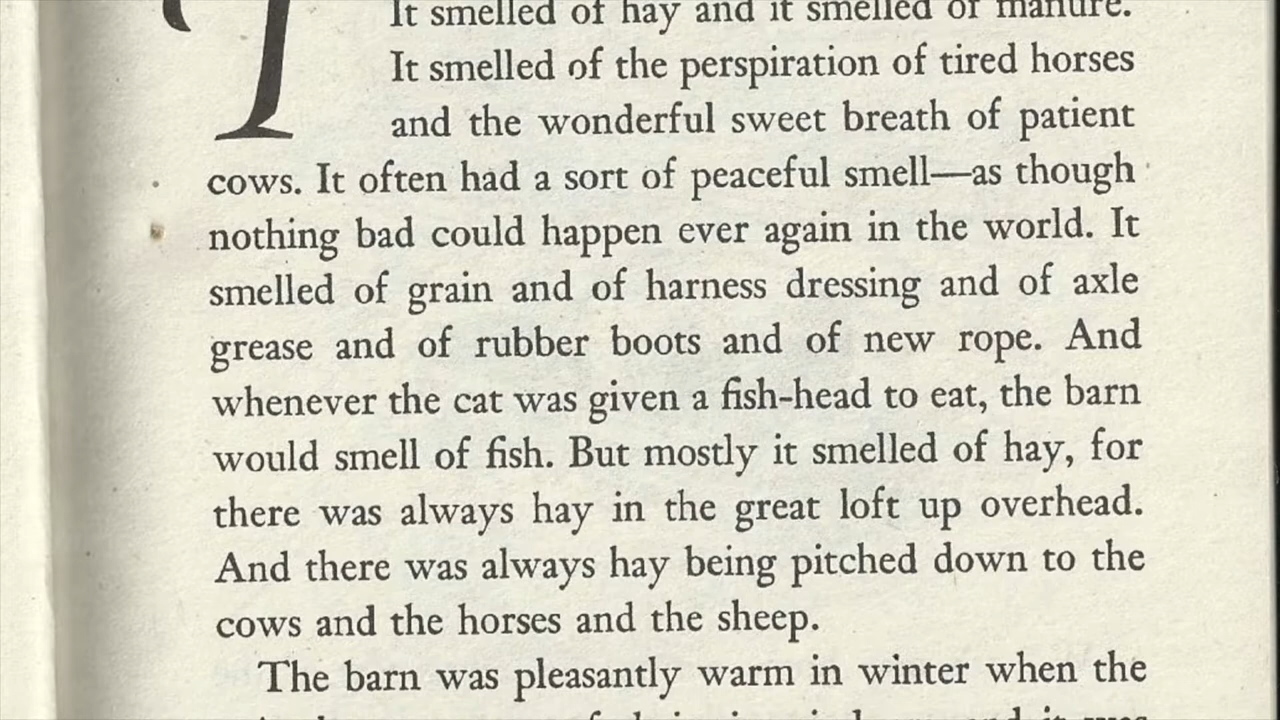 It smelled of hay and it smelled of manure.
It smelled of the perspiration of tired horses
and the wonderful sweet breath of patient
cows. It often had a sort of peaceful smell—as though
nothing bad could happen ever again in the world. It
smelled of grain and of harness dressing and of axle
grease and of rubber boots and of new rope. And
whenever the cat was given a fish-head to eat, the barn
would smell of fish. But mostly it smelled of hay, for
there was always hay in the great loft up overhead.
And there was always hay being pitched down to the
cows and the horses and the sheep.
The barn was pleasantly warm in winter when the